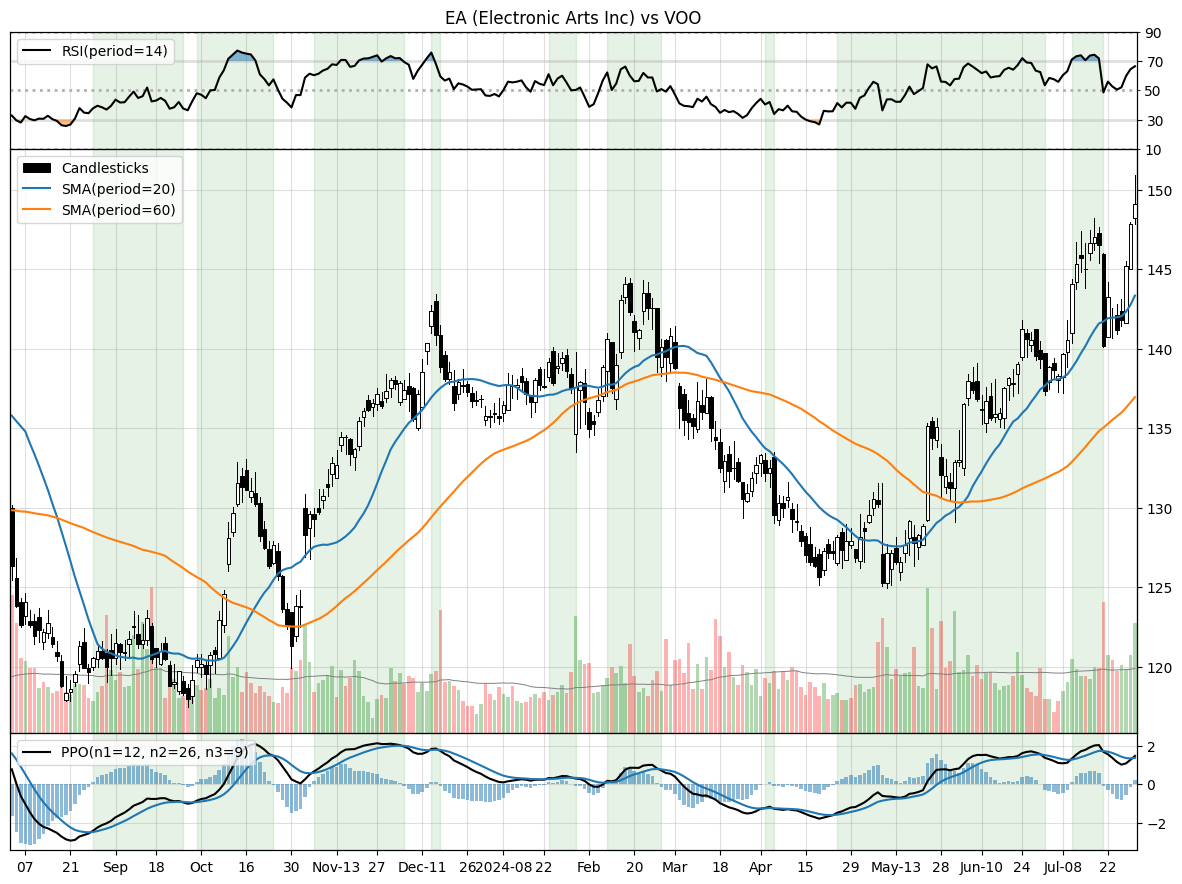 EA (Electronic Arts Inc) vs VOO
RSI(period=14)
90
70
50
30
10
Candlesticks
SMA(period=20)
SMA(period=60)
150
145
140
135
130
125
120
PPO(n1=12, n2=26, n3=9)
2
0
−2
07 21 Sep 18 Oct 16 30 Nov-13 27 Dec-11 26 2024-08 22 Feb 20 Mar 18 Apr 15 29 May-13 28 Jun-10 24 Jul-08 22